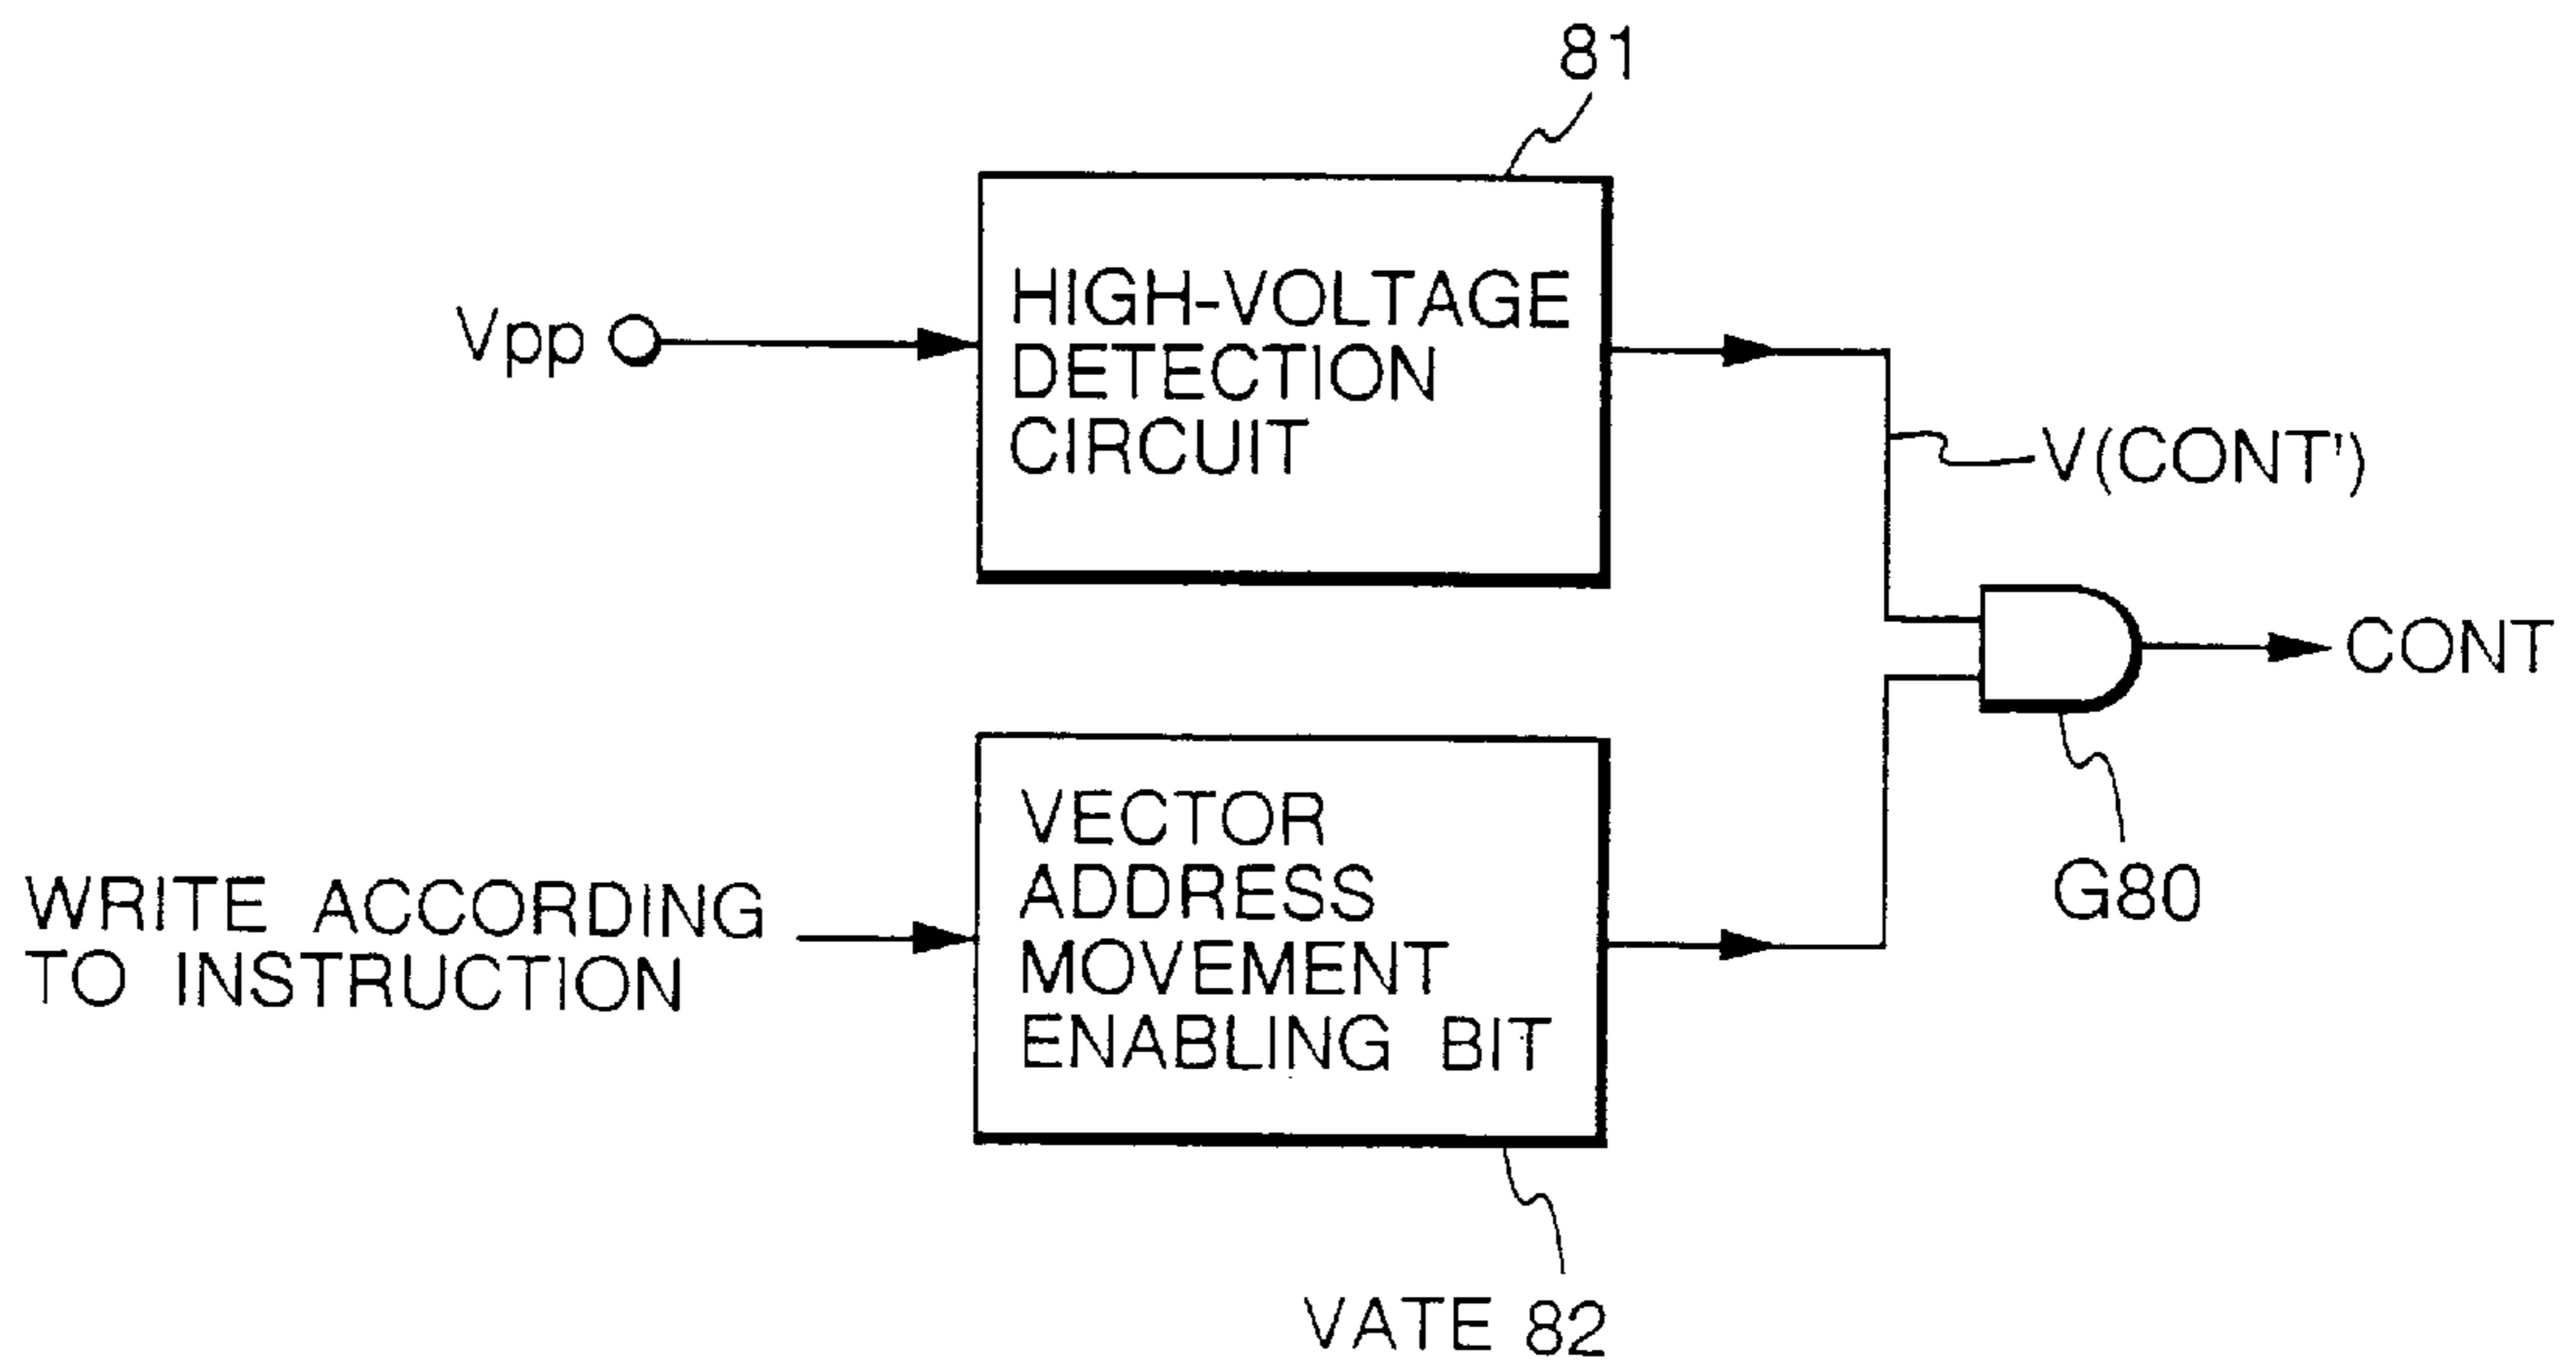 81
HIGH-VOLTAGE
DETECTION
CIRCUIT
Vpp
V(CONT')
CONT
G80
VECTOR
ADDRESS
MOVEMENT
ENABLING BIT
WRITE ACCORDING
TO INSTRUCTION
VATE 82